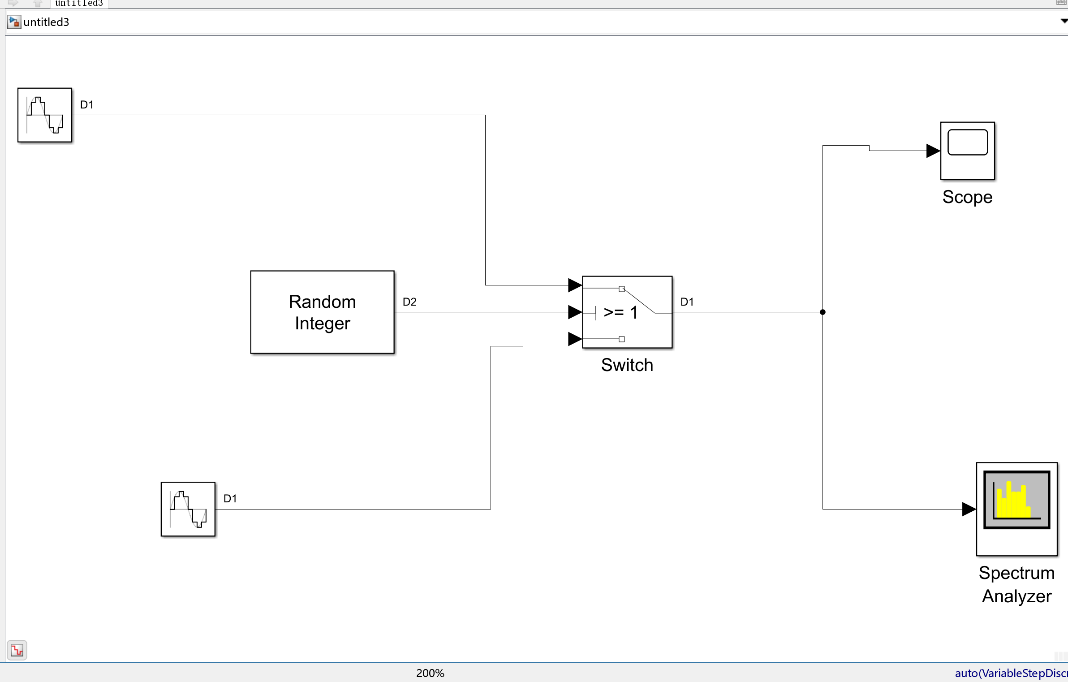 untitled3
untitled3
D1
Scope
Random
Integer
D2
>= 1
D1
Switch
D1
Spectrum
Analyzer
200%
auto(VariableStepDiscr